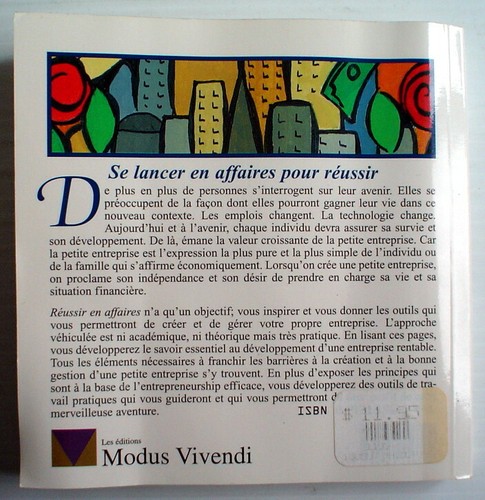 Se lancer en affaires pour réussir
De plus en plus de personnes s'interrogent sur leur avenir. Elles se
préoccupent de la façon dont elles pourront gagner leur vie dans ce
nouveau contexte. Les emplois changent. La technologie change.
Aujourd'hui et à l'avenir, chaque individu devra assurer sa survie et
son développement. De là, émane la valeur croissante de la petite entreprise. Car
la petite entreprise est l'expression la plus pure et la plus simple de l'individu ou
de la famille qui s'affirme économiquement. Lorsqu'on crée une petite entreprise,
on proclame son indépendance et son désir de prendre en charge sa vie et sa
situation financière.
Réussir en affaires n'a qu'un objectif; vous inspirer et vous donner les outils qui
vous permettront de créer et de gérer votre propre entreprise. L'approche
véhiculée est ni académique, ni théorique mais très pratique. En lisant ces pages,
vous développerez le savoir essentiel au développement d'une entreprise rentable.
Tous les éléments nécessaires à franchir les barrières à la création et à la bonne
gestion d'une petite entreprise s'y trouvent. En plus d'exposer les principes qui
sont à la base de l'entrepreneurship efficace, vous développerez des outils de tra-
vail pratiques qui vous guideront et qui vous permettront
merveilleuse aventure.
ISBN
$ 11.95
Les éditions
Modus Vivendi